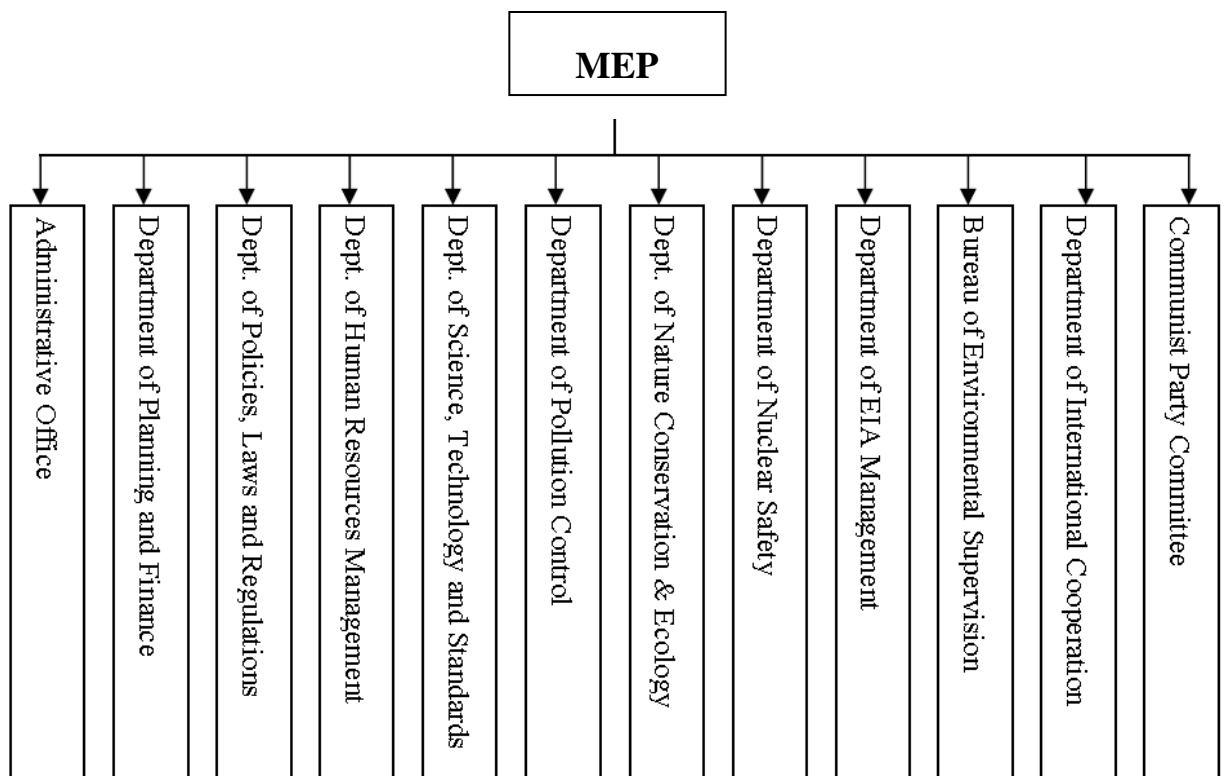 MEP
Administrative Office
Department of Planning and Finance
Dept. of Policies, Laws and Regulations
Dept. of Human Resources Management
Dept. of Science, Technology and Standards
Department of Pollution Control
Dept. of Nature Conservation & Ecology
Department of Nuclear Safety
Department of EIA Management
Bureau of Environmental Supervision
Department of International Cooperation
Communist Party Committee